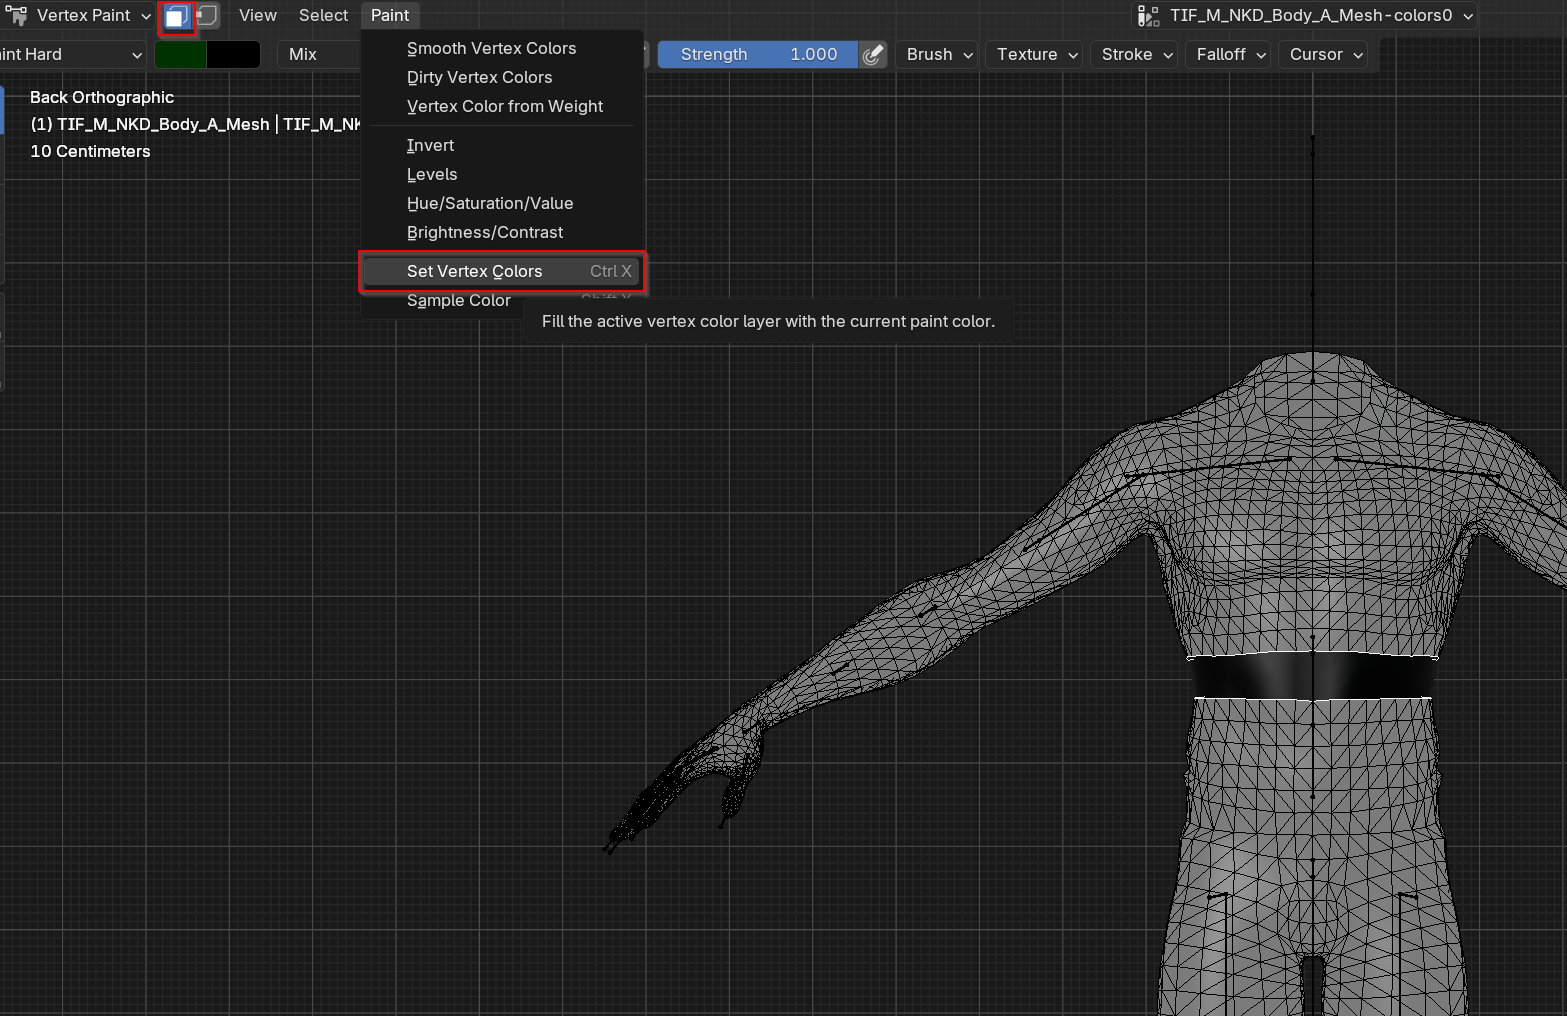 Vertex Paint
View
Select
Paint
TIF_M_NKD_Body_A_Mesh-colors0
int Hard
Mix
Strength 1.000
Brush
Texture
Stroke
Falloff
Cursor
Smooth Vertex Colors
Dirty Vertex Colors
Vertex Color from Weight
Invert
Levels
Hue/Saturation/Value
Brightness/Contrast
Set Vertex Colors Ctrl X
Sample Color Shift X
Fill the active vertex color layer with the current paint color.
Back Orthographic
(1) TIF_M_NKD_Body_A_Mesh | TIF_M_NK
10 Centimeters